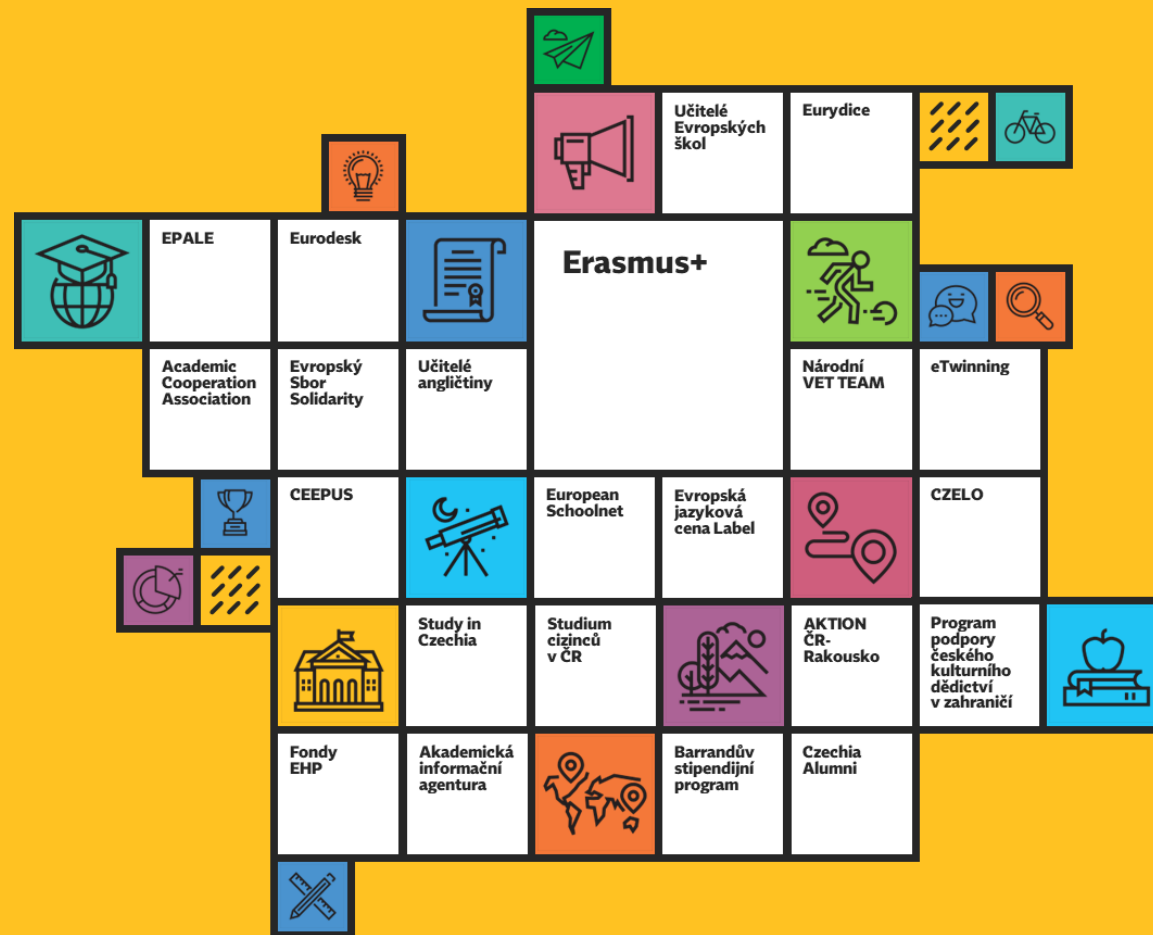 Učitelé
Evropských
škol
Eurydice
EPALE
Eurodesk
Erasmus+
Academic
Cooperation
Association
Evropský
Sbor
Solidarity
Učitelé
angličtiny
Národní
VET TEAM
eTwinning
CEEPUS
European
Schoolnet
Evropská
jazyková
cena Label
CZELO
Study in
Czechia
Studium
cizinců
v ČR
AKTION
ČR-
Rakousko
Program
podpory
českého
kulturního
dědictví
v zahraničí
Fondy
EHP
Akademická
informační
agentura
Barrandův
stipendijní
program
Czechia
Alumni